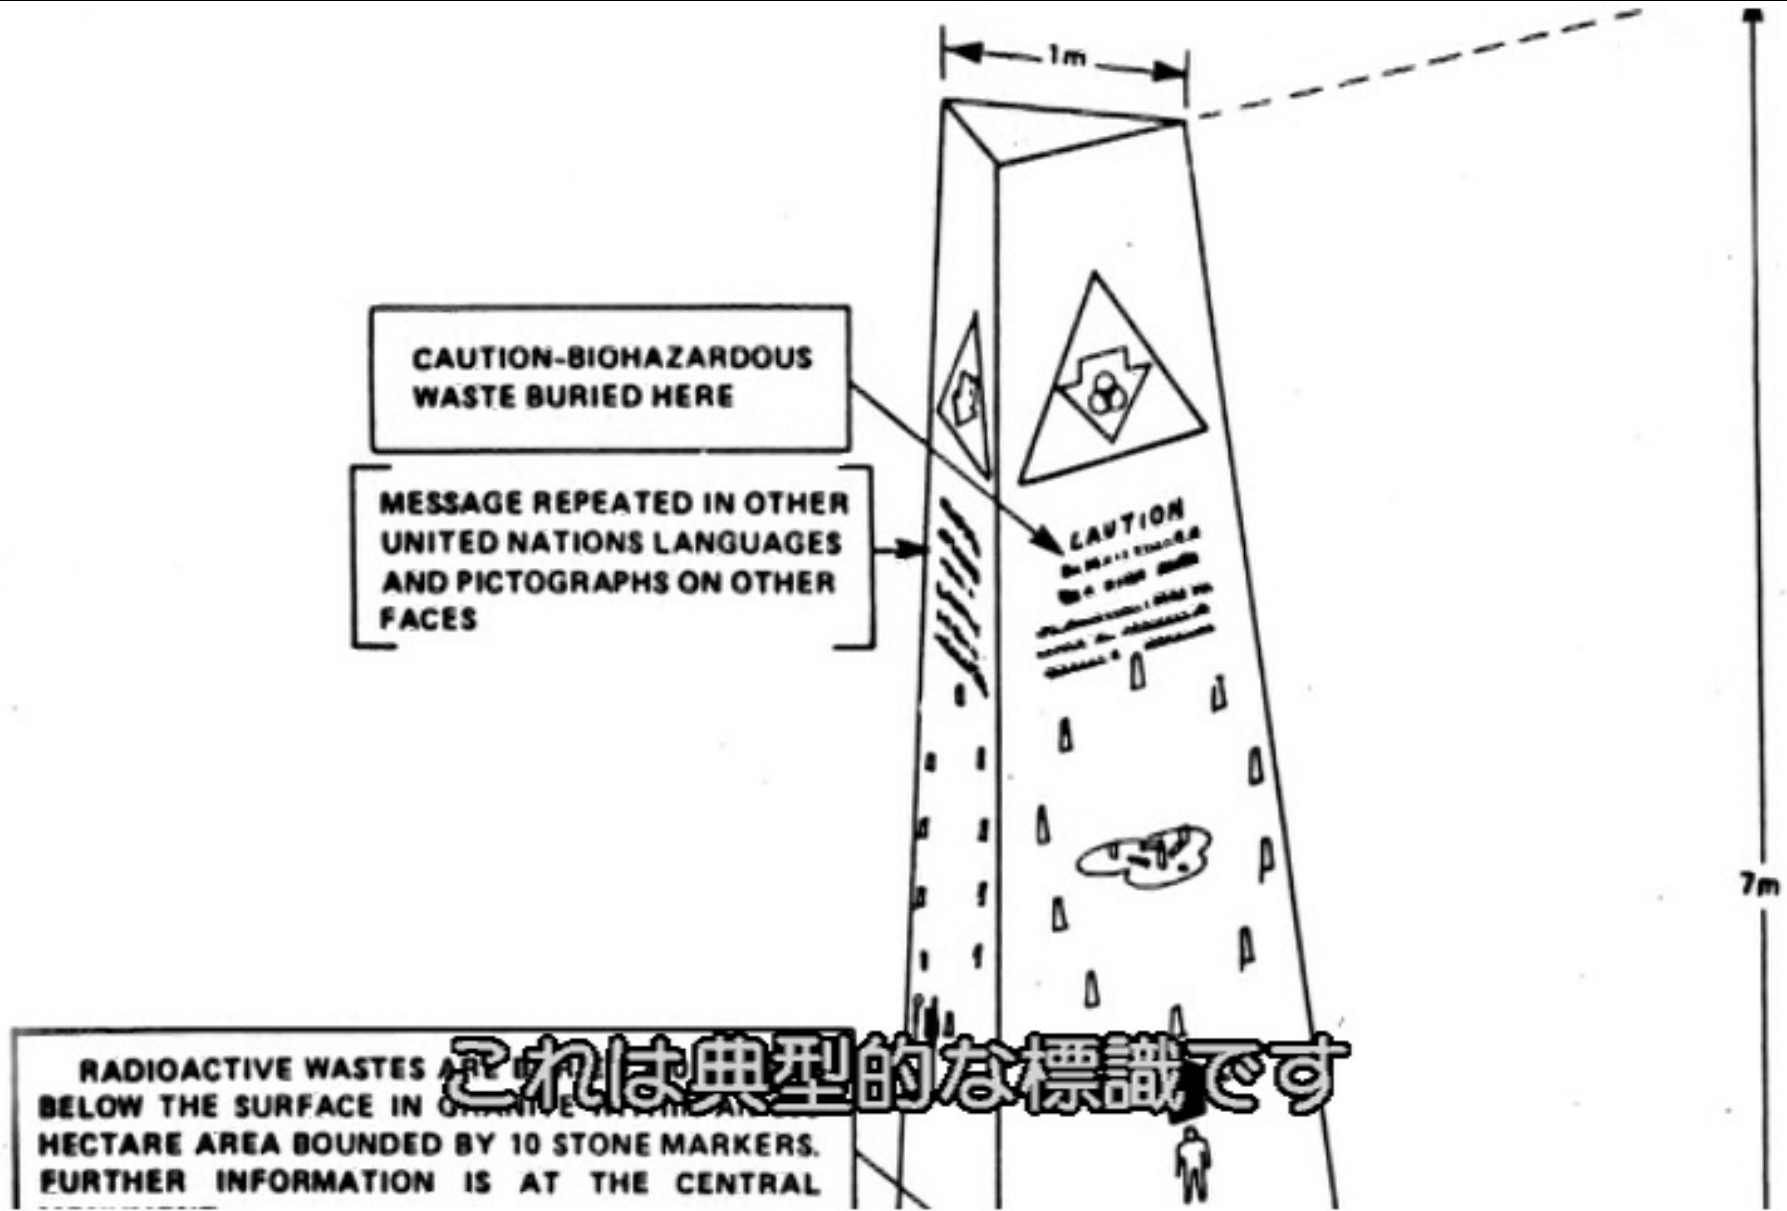 1m
CAUTION-BIOHAZARDOUS
WASTE BURIED HERE
MESSAGE REPEATED IN OTHER
UNITED NATIONS LANGUAGES
AND PICTOGRAPHS ON OTHER
FACES
CAUTION
7m
RADIOACTIVE WASTES ARE
BELOW THE SURFACE IN GRANITE
HECTARE AREA BOUNDED BY 10 STONE MARKERS.
FURTHER INFORMATION IS AT THE CENTRAL
これは典型的な標識です